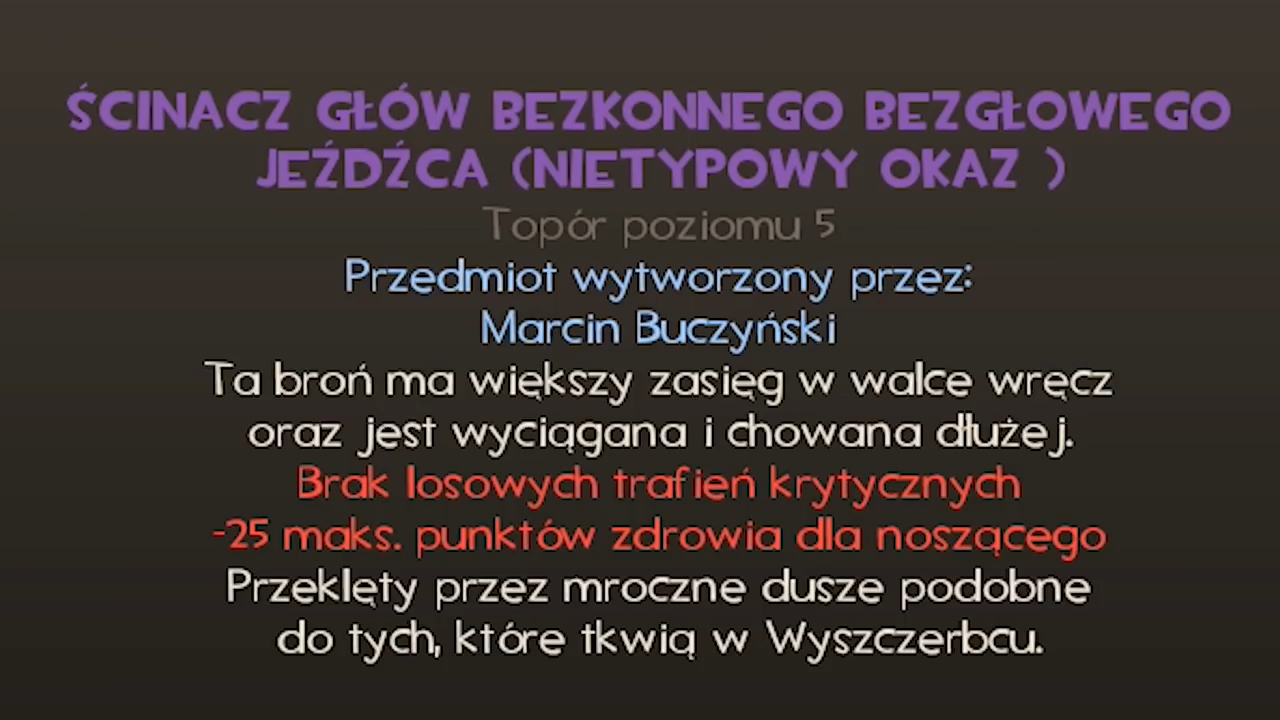 ŚCINACZ GŁÓW BEZKONNEGO BEZGŁOWEGO
JEŹDŹCA (NIETYPOWY OKAZ )
Topór poziomu 5
Przedmiot wytworzony przez:
Marcin Buczyński
Ta broń ma większy zasięg w walce wręcz
oraz jest wyciągana i chowana dłużej.
Brak losowych trafień krytycznych
-25 maks. punktów zdrowia dla noszącego
Przeklęty przez mroczne dusze podobne
do tych, które tkwią w Wyszczerbcu.